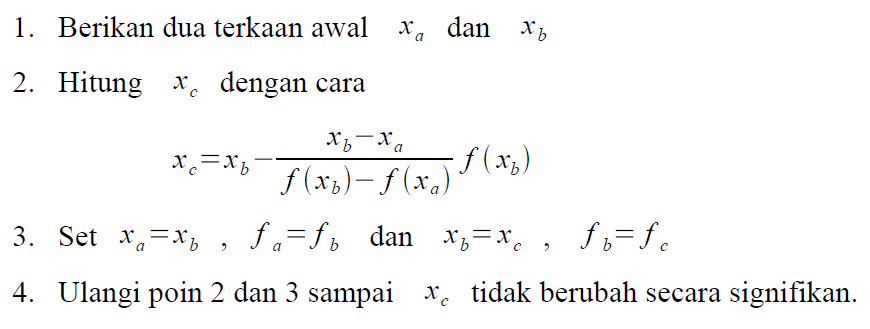 1. Berikan dua terkaan awal x_a dan x_b
2. Hitung x_c dengan cara
x_c = x_b − \frac{x_b − x_a}{f(x_b) − f(x_a)} f(x_b)
3. Set x_a = x_b , f_a = f_b dan x_b = x_c , f_b = f_c
4. Ulangi poin 2 dan 3 sampai x_c tidak berubah secara signifikan.